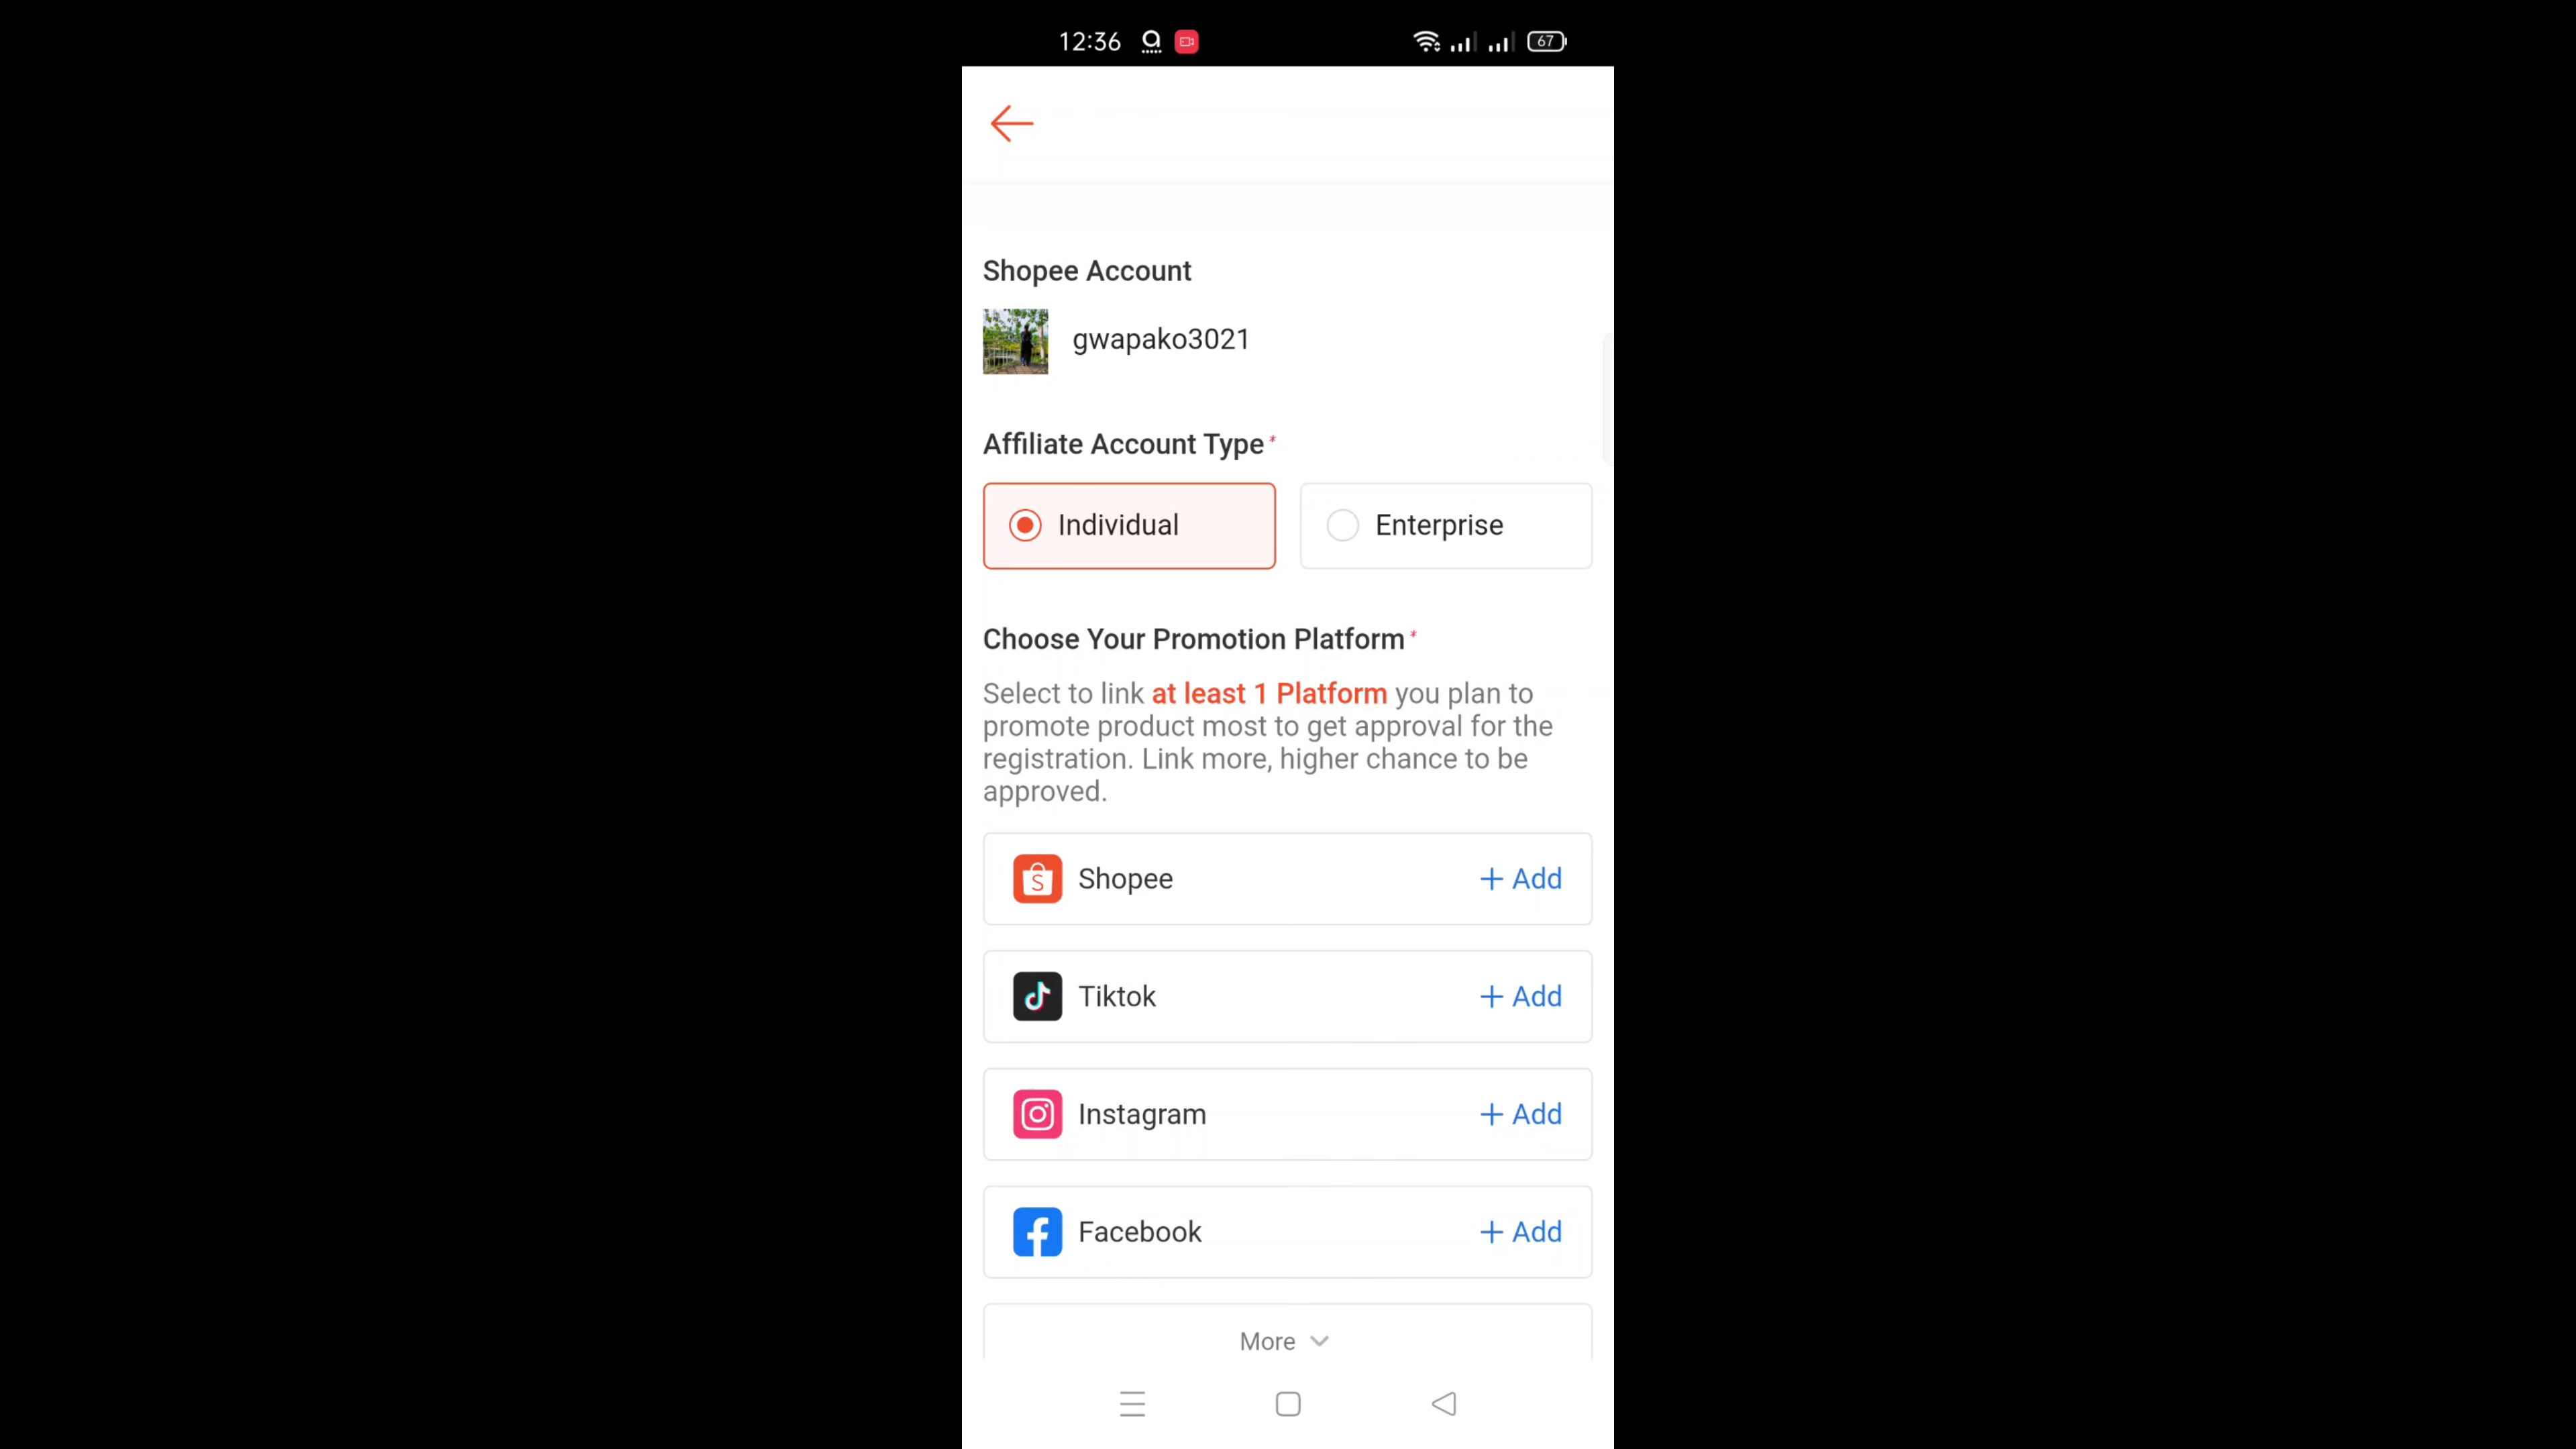 12:36
67
Shopee Account
gwapako3021
Affiliate Account Type *
Individual
Enterprise
Choose Your Promotion Platform *
Select to link at least 1 Platform you plan to
promote product most to get approval for the
registration. Link more, higher chance to be
approved.
Shopee
+ Add
Tiktok
+ Add
Instagram
+ Add
Facebook
+ Add
More